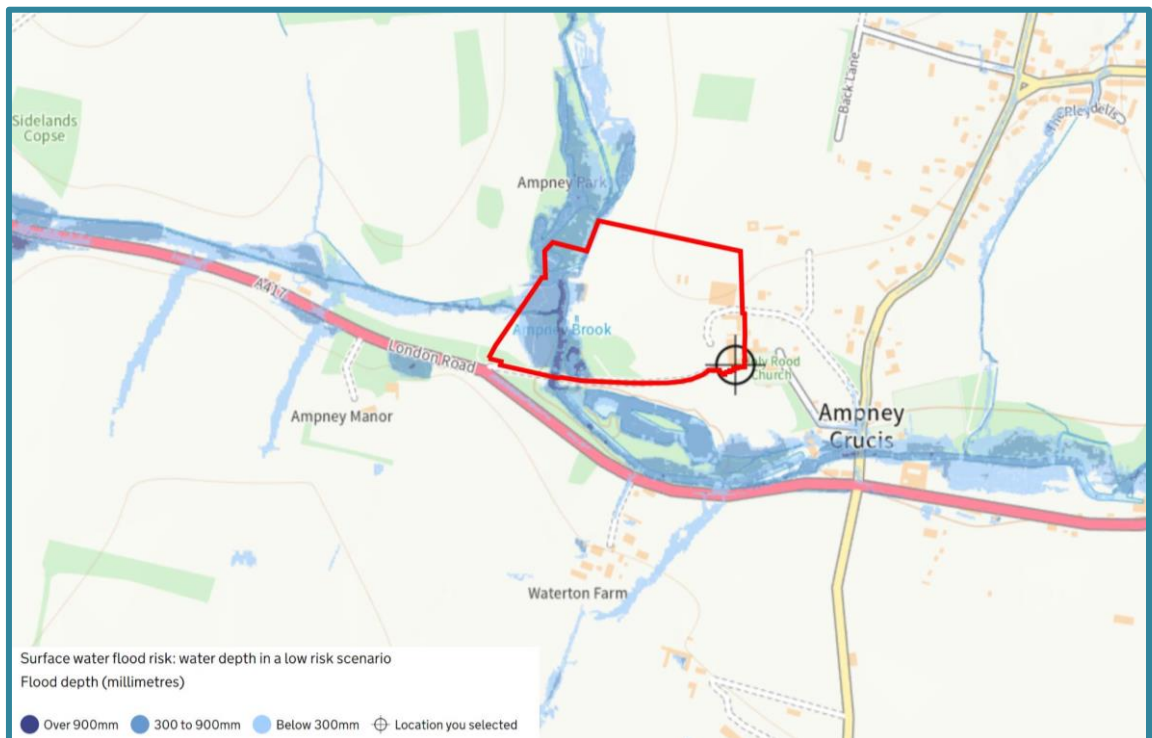 Sidelands
Copse
Back Lane
The Pleydells
Ampney Park
A417
Ampney Brook
London Road
Holy Rood
Church
Ampney Manor
Ampney
Crucis
Waterton Farm
Surface water flood risk: water depth in a low risk scenario
Flood depth (millimetres)
Over 900mm 300 to 900mm Below 300mm Location you selected